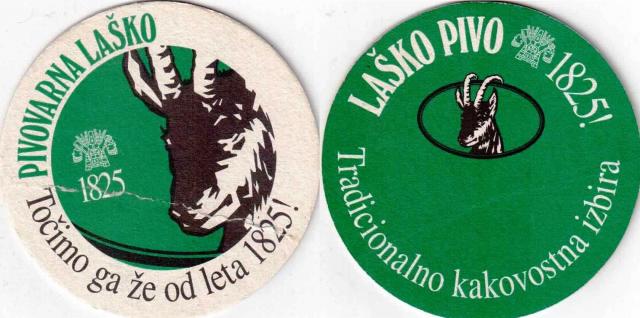 PIVOVARNA LAŠKO
1825
Točimo ga že od leta 1825!
LAŠKO PIVO
1825!
Tradicionalno kakovostna izbira